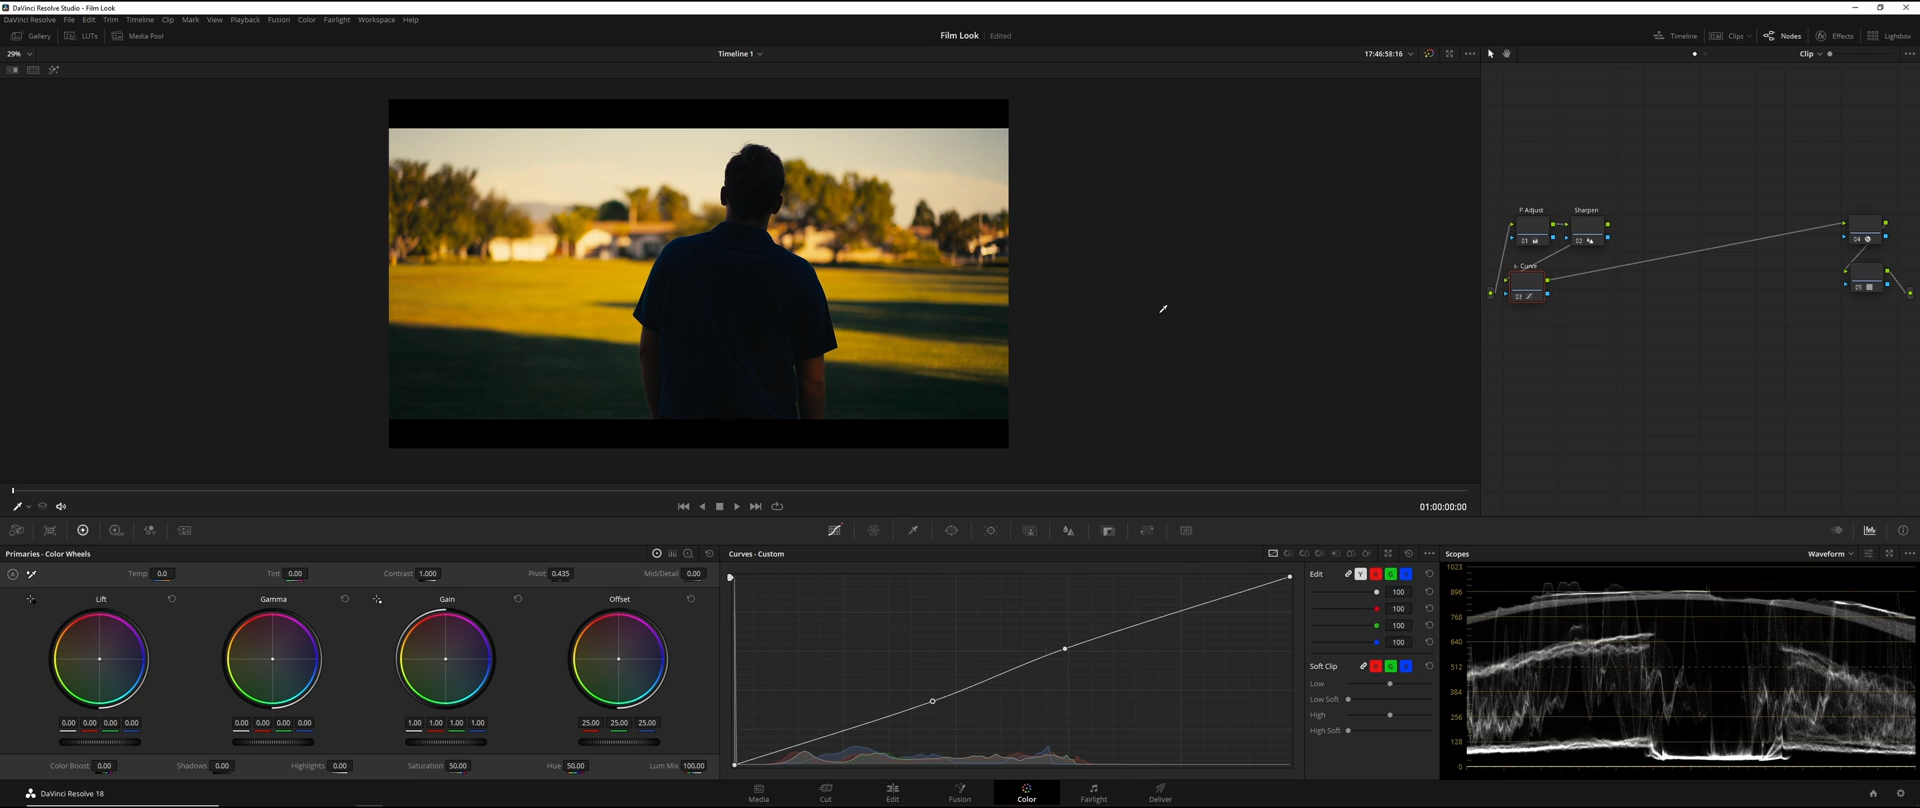 DaVinci Resolve Studio - Film Look
DaVinci Resolve File Edit Trim Timeline Clip Mark View Playback Fusion Color Fairlight Workspace Help
Gallery LUTs Media Pool Film Look Edited Timeline Clips Nodes Effects Lightbox
29% Timeline 1 17:46:58:16 Clip
P Adjust Sharpen
01 02 04
s- Curve
03 05
01:00:00:00
Primaries - Color Wheels Curves - Custom Scopes Waveform
Temp 0.0 Tint 0.00 Contrast 1.000 Pivot 0.435 Mid/Detail 0.00
Lift Gamma Gain Offset
0.00 0.00 0.00 0.00 0.00 0.00 0.00 0.00 1.00 1.00 1.00 1.00 25.00 25.00 25.00
Color Boost 0.00 Shadows 0.00 Highlights 0.00 Saturation 50.00 Hue 50.00 Lum Mix 100.00
Edit Y R G B
100
100
100
100
Soft Clip R G B
Low
Low Soft
High
High Soft
1023
896
768
640
512
384
256
128
0
DaVinci Resolve 18
Media Cut Edit Fusion Color Fairlight Deliver